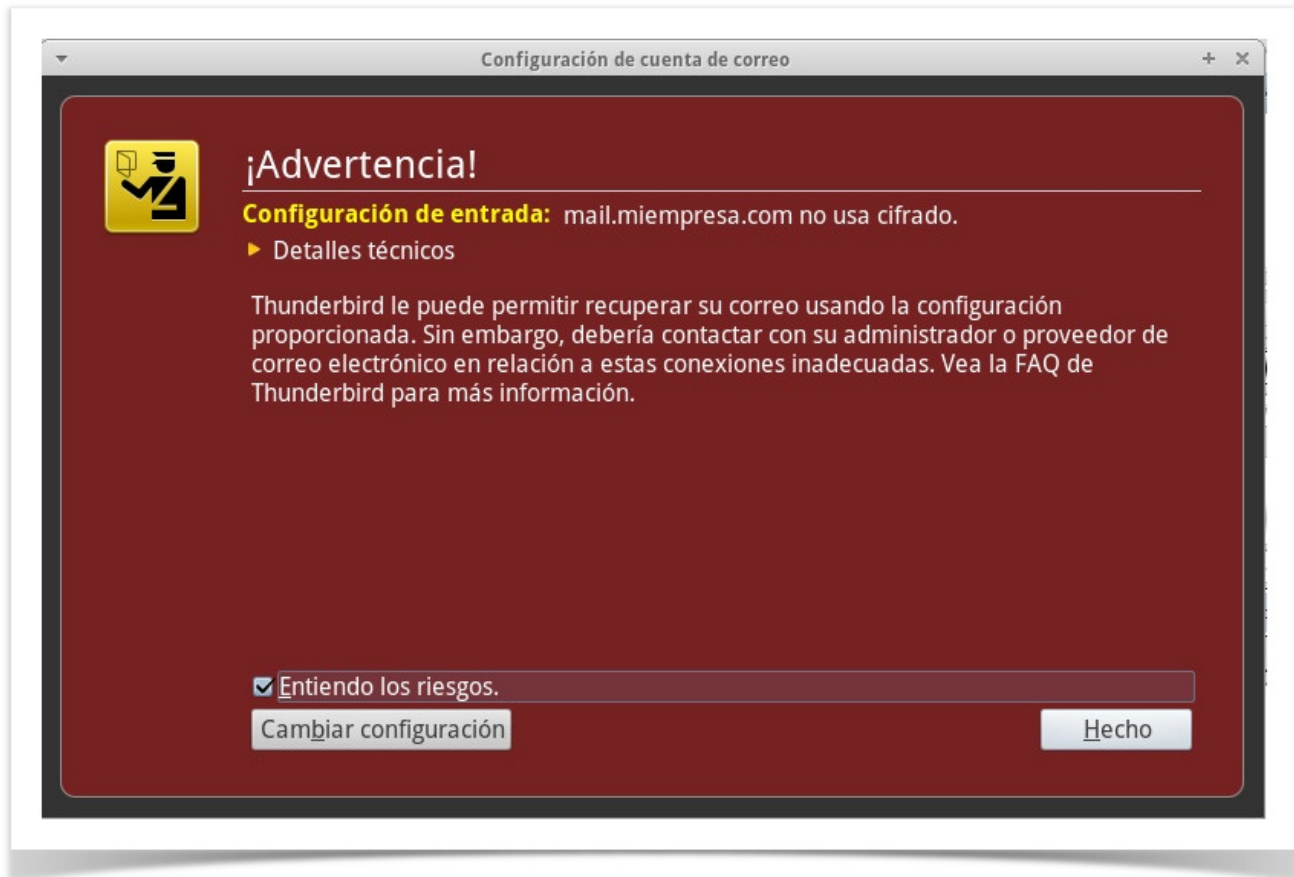 Configuración de cuenta de correo
¡Advertencia!
Configuración de entrada: mail.miempresa.com no usa cifrado.
Detalles técnicos
Thunderbird le puede permitir recuperar su correo usando la configuración
proporcionada. Sin embargo, debería contactar con su administrador o proveedor de
correo electrónico en relación a estas conexiones inadecuadas. Vea la FAQ de
Thunderbird para más información.
Entiendo los riesgos.
Cambiar configuración
Hecho